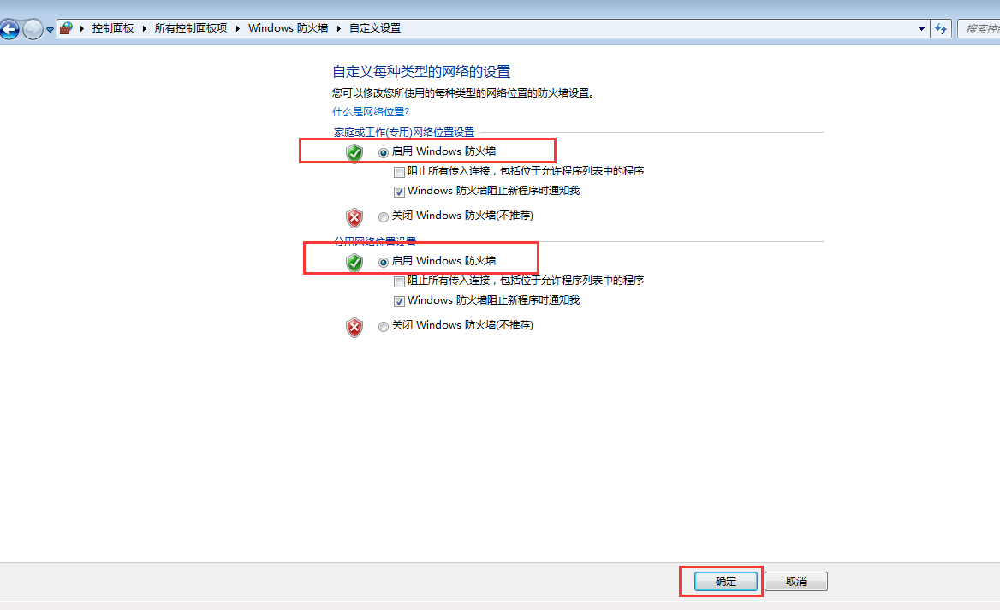 控制面板 所有控制面板项 Windows 防火墙 自定义设置
搜索控
自定义每种类型的网络的设置
您可以修改您所使用的每种类型的网络位置的防火墙设置。
什么是网络位置?
家庭或工作(专用)网络位置设置
启用 Windows 防火墙
阻止所有传入连接，包括位于允许程序列表中的程序
Windows 防火墙阻止新程序时通知我
关闭 Windows 防火墙(不推荐)
公用网络位置设置
启用 Windows 防火墙
阻止所有传入连接，包括位于允许程序列表中的程序
Windows 防火墙阻止新程序时通知我
关闭 Windows 防火墙(不推荐)
确定 取消